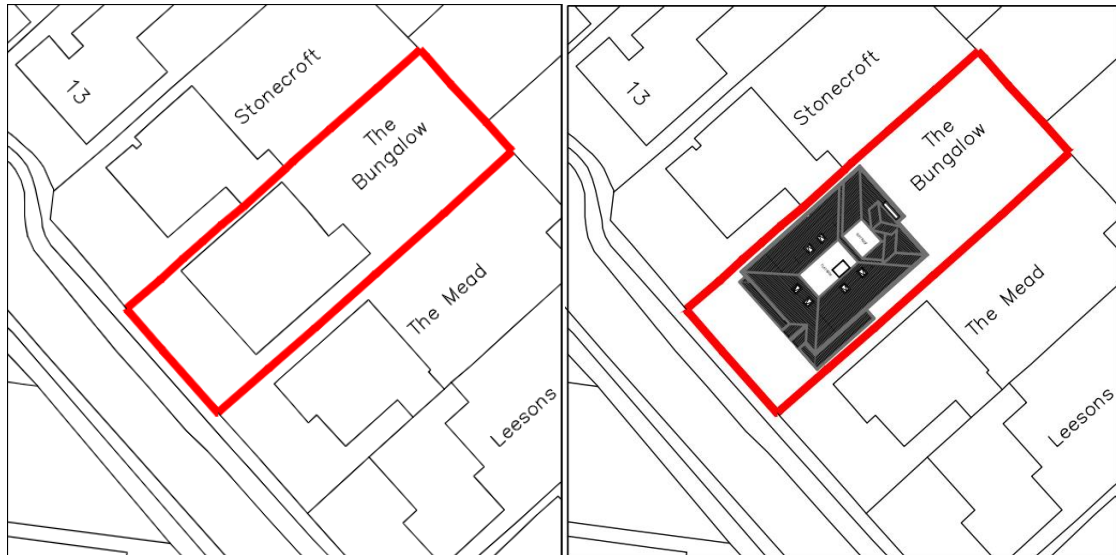 13
Stonecroft
The
Bungalow
The Mead
Leesons
13
Stonecroft
The
Bungalow
The Mead
Leesons